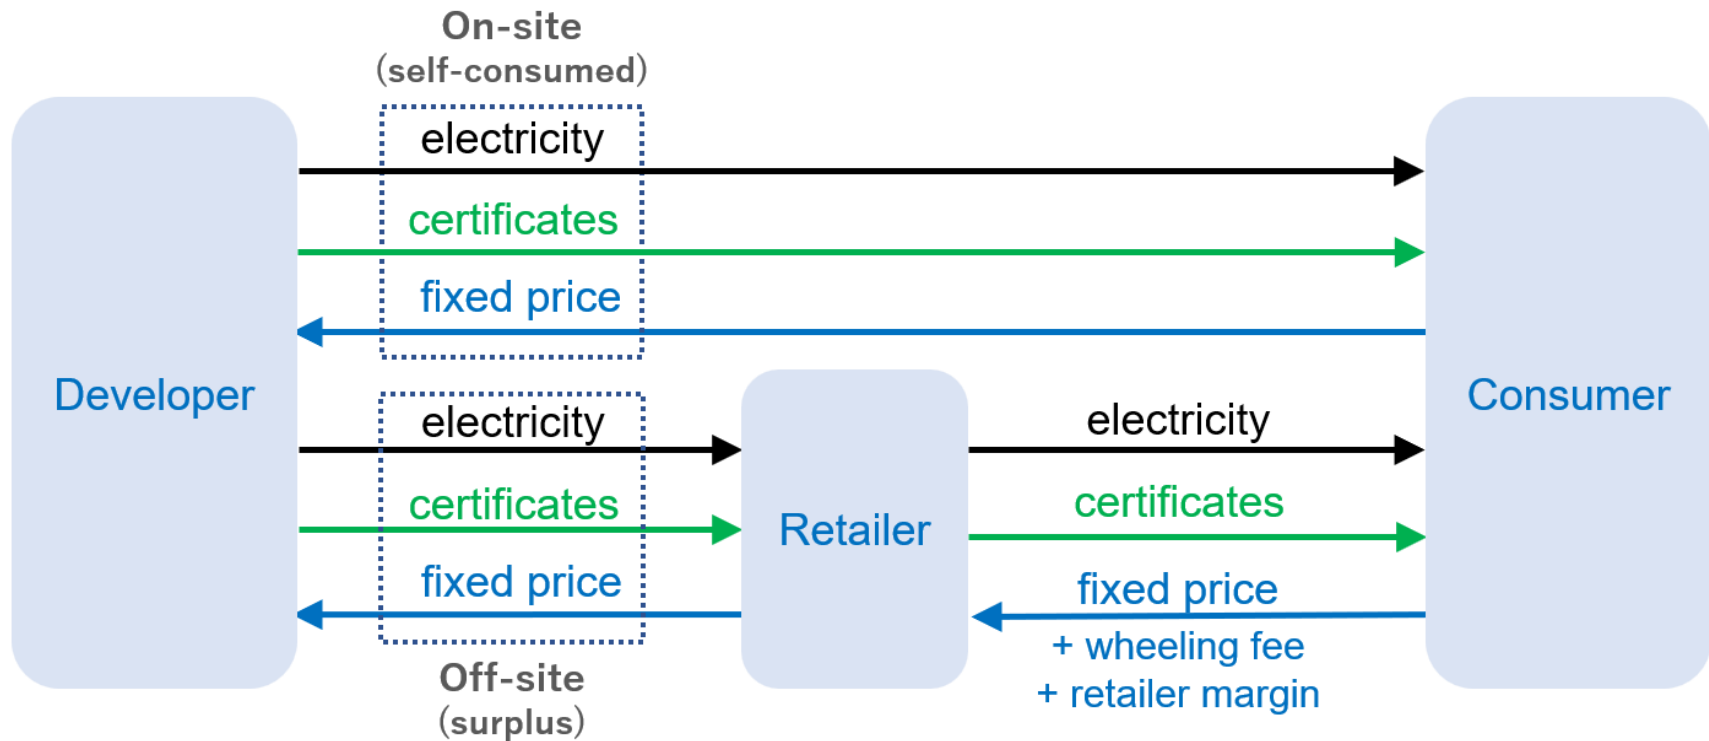 On-site
(self-consumed)
electricity
certificates
fixed price
Developer
Consumer
electricity
certificates
fixed price
Retailer
electricity
certificates
fixed price
+ wheeling fee
+ retailer margin
Off-site
(surplus)